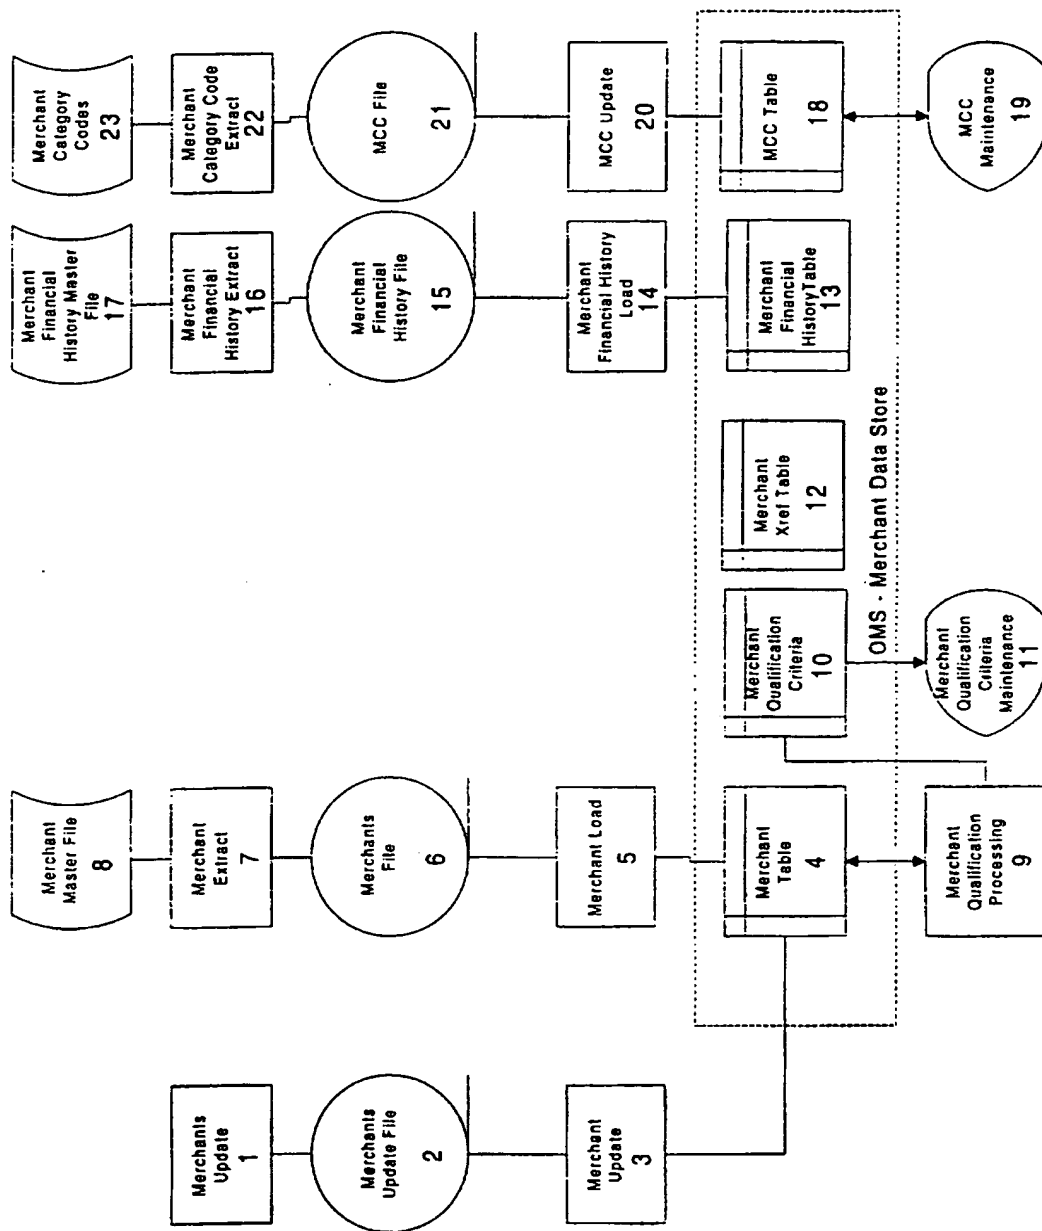 Merchants
Update
1
Merchants
Update File
2
Merchant
Update
3
Merchant
Master File
8
Merchant
Extract
7
Merchants
File
6
Merchant Load
5
Merchant
Table
4
Merchant
Qualification
Processing
9
Merchant
Qualification
Criteria
10
Merchant
Qualification
Criteria
Maintenance
11
Merchant
Xref Table
12
OMS - Merchant Data Store
Merchant
Financial
History Master
File
17
Merchant
Financial
History Extract
16
Merchant
Financial
History File
15
Merchant
Financial History
Load
14
Merchant
Financial
HistoryTable
13
Merchant
Category
Codes
23
Merchant
Category Code
Extract
22
MCC File
21
MCC Update
20
MCC Table
18
MCC
Maintenance
19